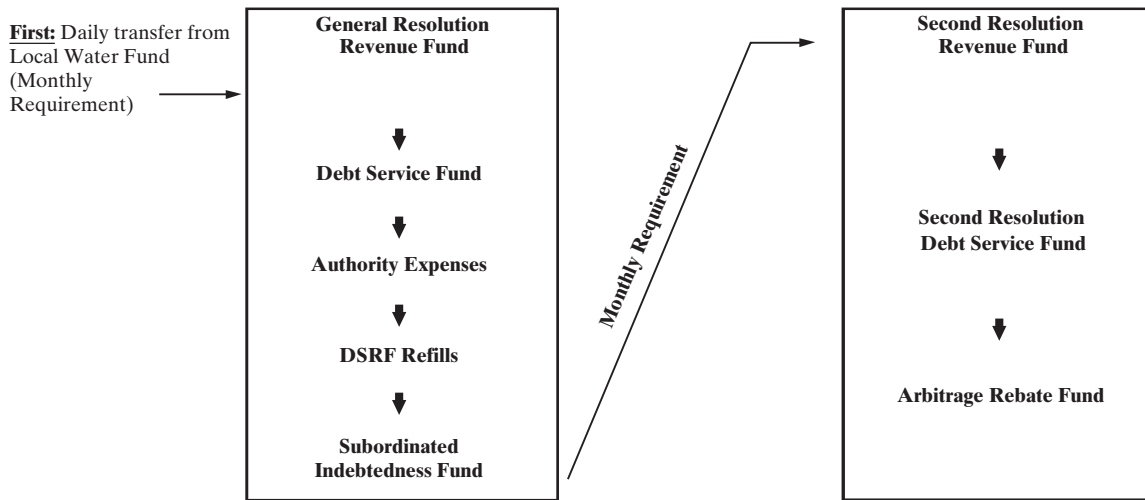 First: Daily transfer from
Local Water Fund
(Monthly
Requirement)
General Resolution
Revenue Fund
Debt Service Fund
Authority Expenses
DSRF Refills
Subordinated
Indebtedness Fund
Monthly Requirement
Second Resolution
Revenue Fund
Second Resolution
Debt Service Fund
Arbitrage Rebate Fund